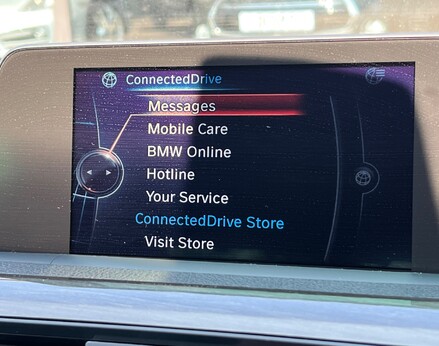 ConnectedDrive
Messages
Mobile Care
BMW Online
Hotline
Your Service
ConnectedDrive Store
Visit Store